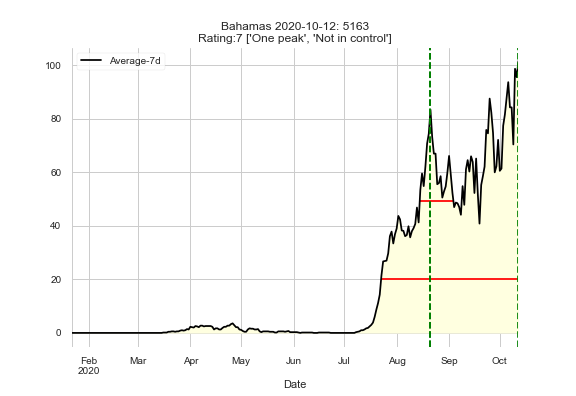 Bahamas 2020-10-12: 5163
Rating:7 ['One peak', 'Not in control']
Average-7d
100
80
60
40
20
0
Feb Mar Apr May Jun Jul Aug Sep Oct
2020
Date